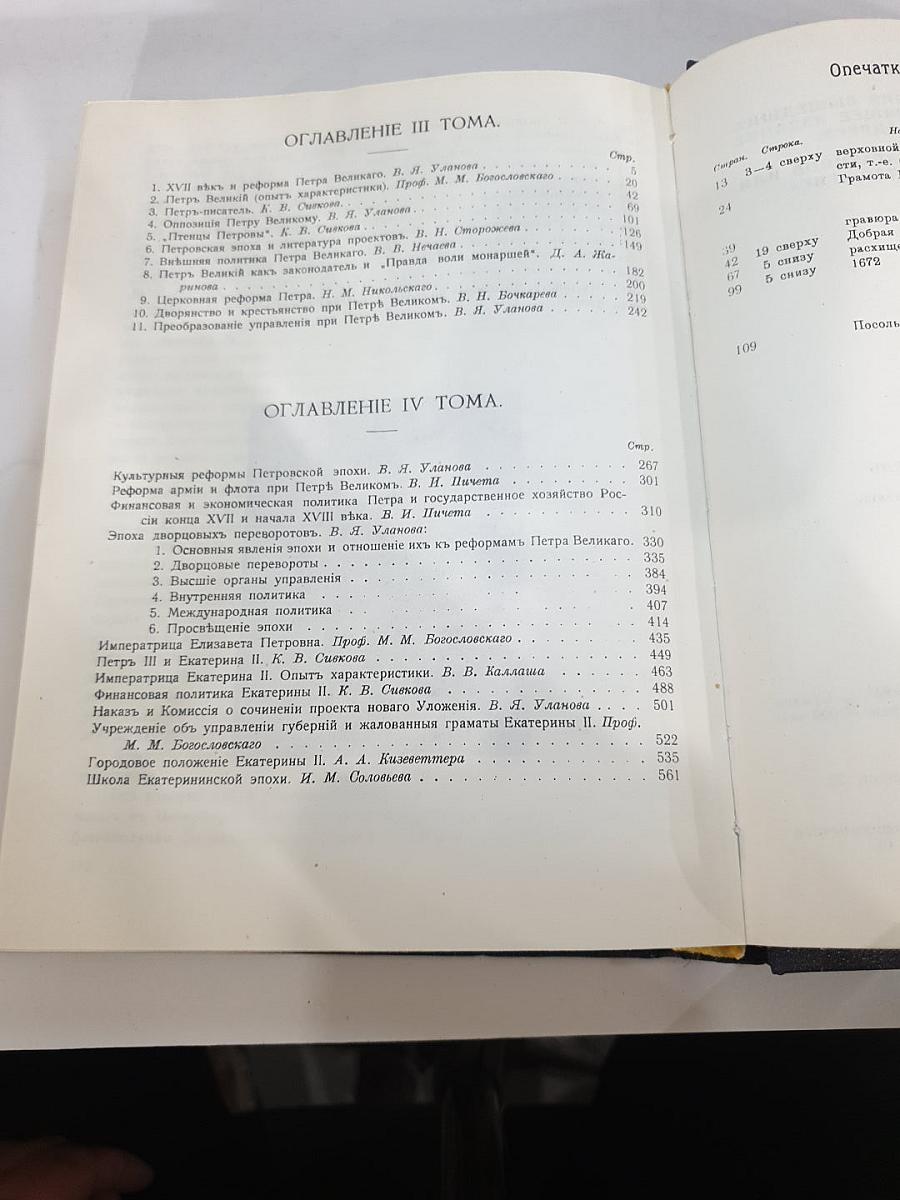 ОГЛАВЛЕНІЕ III ТОМА.
Стр.
1. XVII вѣкъ и реформа Петра Великаго. В. Я. Уланова 5
2. Петръ Великій (опытъ характеристики). Проф. М. М. Богословскаго 20
3. Петръ-писатель. К. В. Сивкова. 42
4. Оппозиція Петру Великому. В. Я. Уланова 69
5. „Птенцы Петровы“. К. В. Сивкова 101
6. Петровская эпоха и литература проектовъ. В. Н. Сторожева 126
7. Внѣшняя политика Петра Великаго. В. В. Нечаева 149
8. Петръ Великій какъ законодатель и „Правда воли монаршей“. Д. А. Жа-
ринова 182
9. Церковная реформа Петра. Н. М. Никольскаго 200
10. Дворянство и крестьянство при Петрѣ Великомъ. В. Н. Бочкарева 219
11. Преобразованіе управленія при Петрѣ Великомъ. В. Я. Уланова 242
ОГЛАВЛЕНІЕ IV ТОМА.
Стр.
Культурныя реформы Петровской эпохи. В. Я. Уланова 267
Реформа арміи и флота при Петрѣ Великомъ. В. И. Пичета 301
Финансовая и экономическая политика Петра и государственное хозяйство Рос-
сіи конца XVII и начала XVIII вѣка. В. И. Пичета 310
Эпоха дворцовыхъ переворотовъ. В. Я. Уланова:
1. Основныя явленія эпохи и отношеніе ихъ къ реформамъ Петра Великаго. 330
2. Дворцовые перевороты 335
3. Высшіе органы управленія 384
4. Внутренняя политика 394
5. Международная политика 407
6. Просвѣщеніе эпохи 414
Императрица Елизавета Петровна. Проф. М. М. Богословскаго 435
Петръ III и Екатерина II. К. В. Сивкова 449
Императрица Екатерина II. Опытъ характеристики. В. В. Каллаша 463
Финансовая политика Екатерины II. К. В. Сивкова 488
Наказъ и Комиссія о сочиненіи проекта новаго Уложенія. В. Я. Уланова 501
Учрежденіе объ управленіи губерній и жалованныя граматы Екатерины II. Проф.
М. М. Богословскаго 522
Городовое положеніе Екатерины II. А. А. Кизеветтера 535
Школа Екатерининской эпохи. И. М. Соловьева 561
Опечатк
Стран. Строка. На
13 3—4 сверху верховной
сти, т.-е.
24 Грамота
гравюра
39 19 сверху Добрая
42 5 снизу расхище
67 5 снизу 1672
99
109 Посоль